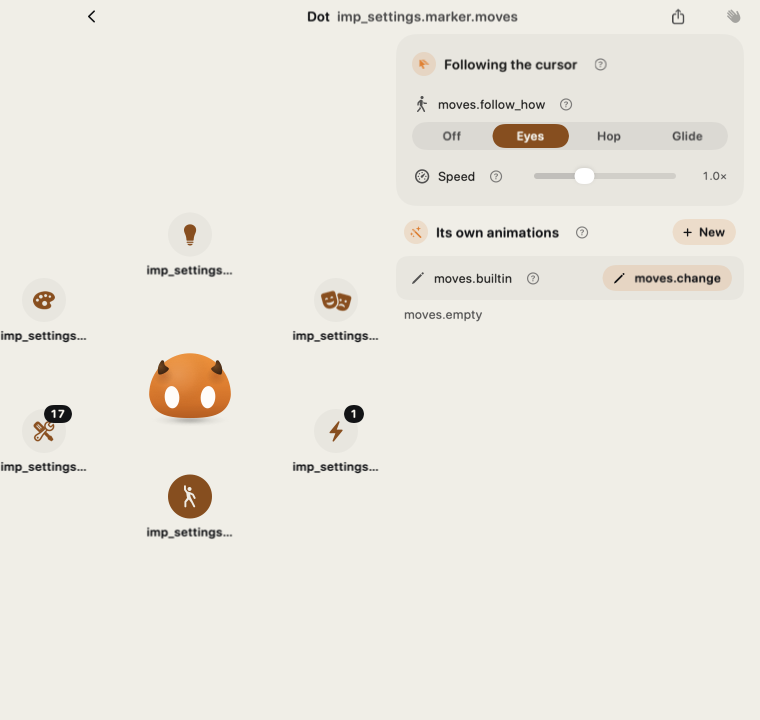 Dot imp_settings.marker.moves
Following the cursor
moves.follow_how
Off Eyes Hop Glide
Speed 1.0×
Its own animations + New
moves.builtin moves.change
moves.empty
imp_settings...
imp_settings...
imp_settings...
17
imp_settings...
1
imp_settings...
imp_settings...